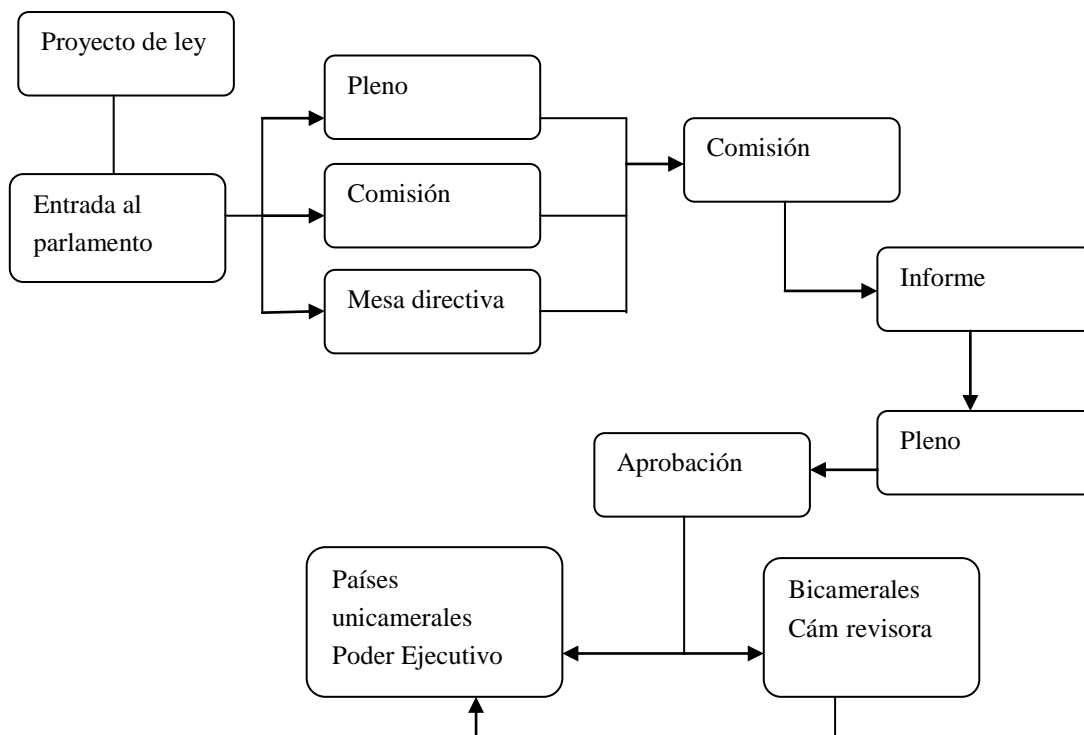 Proyecto de ley
Entrada al
parlamento
Pleno
Comisión
Mesa directiva
Comisión
Informe
Pleno
Aprobación
Países
unicamerales
Poder Ejecutivo
Bicamerales
Cám revisora